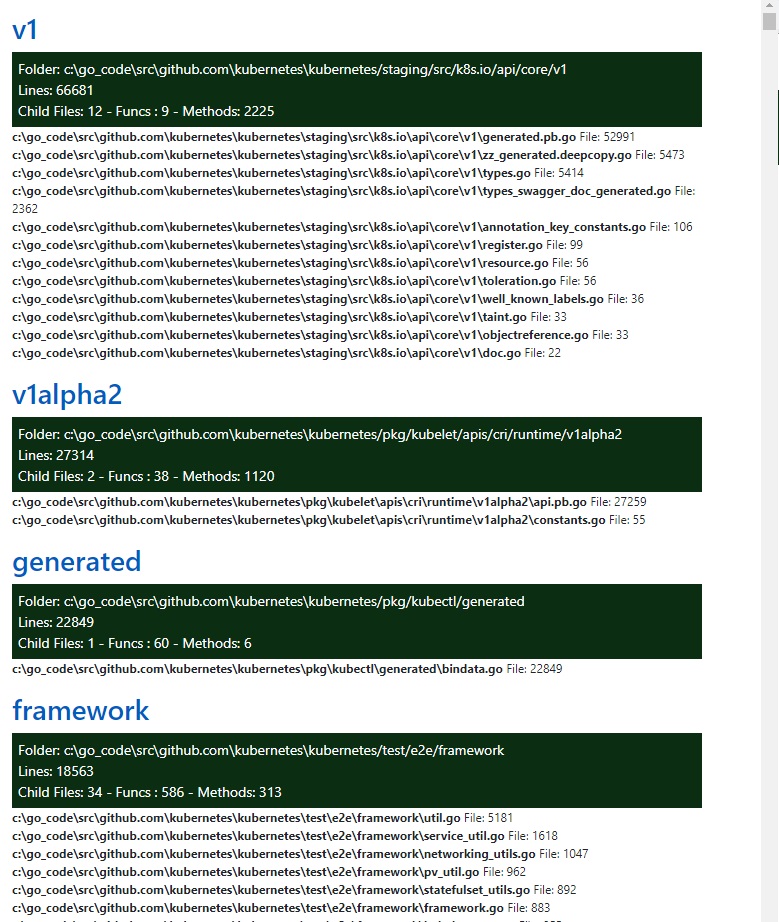 v1
Folder: c:\go_code\src\github.com\kubernetes\kubernetes/staging/src/k8s.io/api/core/v1
Lines: 66681
Child Files: 12 - Funcs : 9 - Methods: 2225
c:\go_code\src\github.com\kubernetes\kubernetes\staging\src\k8s.io\api\core\v1\generated.pb.go File: 52991
c:\go_code\src\github.com\kubernetes\kubernetes\staging\src\k8s.io\api\core\v1\zz_generated.deepcopy.go File: 5473
c:\go_code\src\github.com\kubernetes\kubernetes\staging\src\k8s.io\api\core\v1\types.go File: 5414
c:\go_code\src\github.com\kubernetes\kubernetes\staging\src\k8s.io\api\core\v1\types_swagger_doc_generated.go File:
2362
c:\go_code\src\github.com\kubernetes\kubernetes\staging\src\k8s.io\api\core\v1\annotation_key_constants.go File: 106
c:\go_code\src\github.com\kubernetes\kubernetes\staging\src\k8s.io\api\core\v1\register.go File: 99
c:\go_code\src\github.com\kubernetes\kubernetes\staging\src\k8s.io\api\core\v1\resource.go File: 56
c:\go_code\src\github.com\kubernetes\kubernetes\staging\src\k8s.io\api\core\v1\toleration.go File: 56
c:\go_code\src\github.com\kubernetes\kubernetes\staging\src\k8s.io\api\core\v1\well_known_labels.go File: 36
c:\go_code\src\github.com\kubernetes\kubernetes\staging\src\k8s.io\api\core\v1\taint.go File: 33
c:\go_code\src\github.com\kubernetes\kubernetes\staging\src\k8s.io\api\core\v1\objectreference.go File: 33
c:\go_code\src\github.com\kubernetes\kubernetes\staging\src\k8s.io\api\core\v1\doc.go File: 22
v1alpha2
Folder: c:\go_code\src\github.com\kubernetes\kubernetes/pkg/kubelet/apis/cri/runtime/v1alpha2
Lines: 27314
Child Files: 2 - Funcs : 38 - Methods: 1120
c:\go_code\src\github.com\kubernetes\kubernetes\pkg\kubelet\apis\cri\runtime\v1alpha2\api.pb.go File: 27259
c:\go_code\src\github.com\kubernetes\kubernetes\pkg\kubelet\apis\cri\runtime\v1alpha2\constants.go File: 55
generated
Folder: c:\go_code\src\github.com\kubernetes\kubernetes/pkg/kubectl/generated
Lines: 22849
Child Files: 1 - Funcs : 60 - Methods: 6
c:\go_code\src\github.com\kubernetes\kubernetes\pkg\kubectl\generated\bindata.go File: 22849
framework
Folder: c:\go_code\src\github.com\kubernetes\kubernetes/test/e2e/framework
Lines: 18563
Child Files: 34 - Funcs : 586 - Methods: 313
c:\go_code\src\github.com\kubernetes\kubernetes\test\e2e\framework\util.go File: 5181
c:\go_code\src\github.com\kubernetes\kubernetes\test\e2e\framework\service_util.go File: 1618
c:\go_code\src\github.com\kubernetes\kubernetes\test\e2e\framework\networking_utils.go File: 1047
c:\go_code\src\github.com\kubernetes\kubernetes\test\e2e\framework\pv_util.go File: 962
c:\go_code\src\github.com\kubernetes\kubernetes\test\e2e\framework\statefulset_utils.go File: 892
c:\go_code\src\github.com\kubernetes\kubernetes\test\e2e\framework\framework.go File: 883